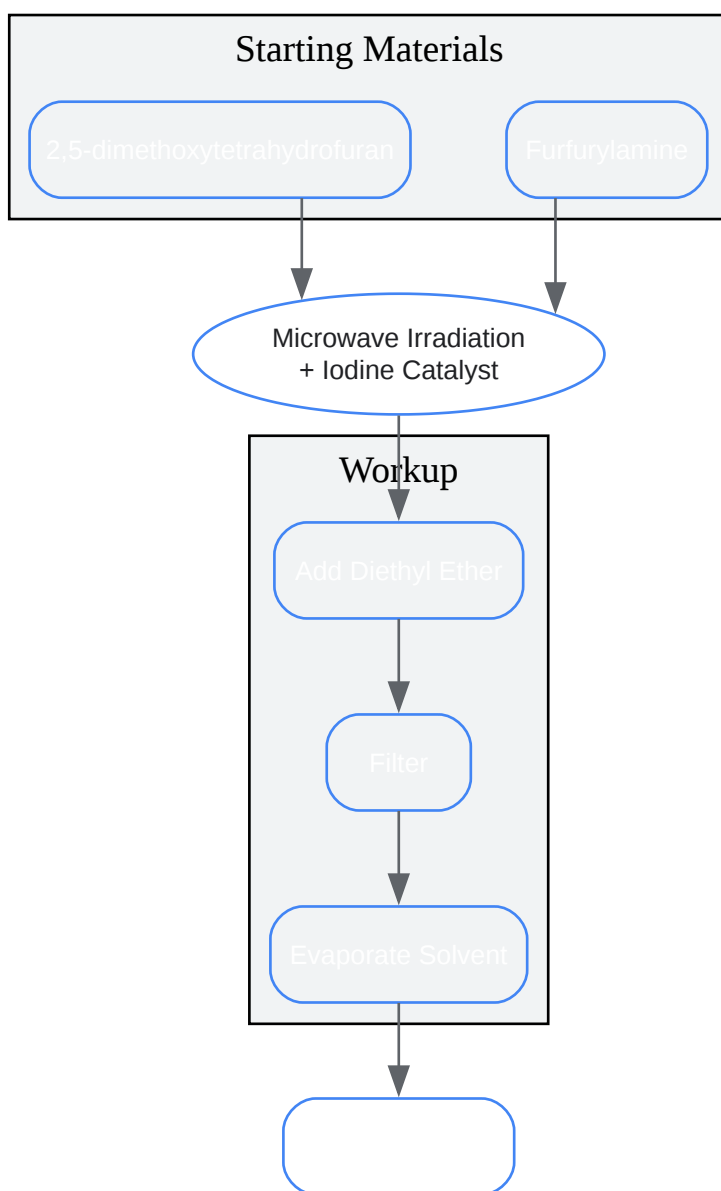 Starting Materials
2,5-dimethoxytetrahydrofuran
Furfurylamine
Microwave Irradiation
+ Iodine Catalyst
Workup
Add Diethyl Ether
Filter
Evaporate Solvent